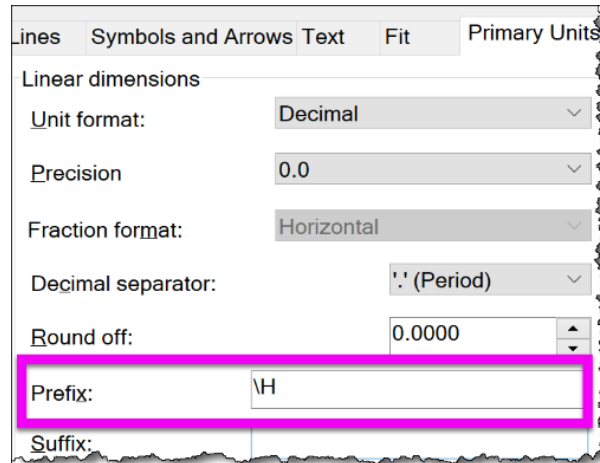 Lines Symbols and Arrows Text Fit Primary Units
Linear dimensions
Unit format: Decimal
Precision 0.0
Fraction format: Horizontal
Decimal separator: '.' (Period)
Round off: 0.0000
Prefix: \H
Suffix: